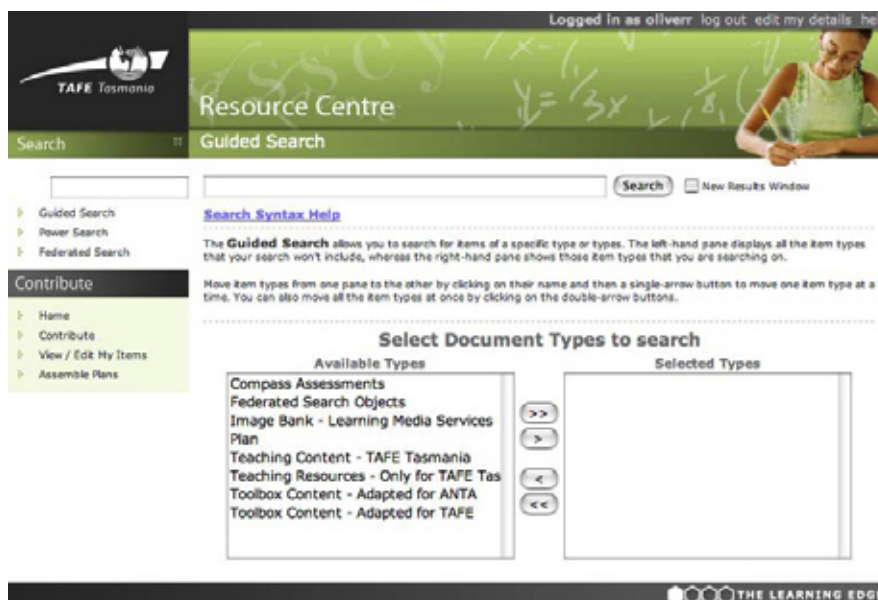 Logged in as oliverr log out edit my details hel
TAFE Tasmania
Resource Centre
y= 1/3x
Search
Guided Search
Search
New Results Window
Guided Search
Power Search
Federated Search
Search Syntax Help
The Guided Search allows you to search for items of a specific type or types. The left-hand pane displays all the item types
that your search won't include, whereas the right-hand pane shows those item types that you are searching on.
Contribute
Move item types from one pane to the other by clicking on their name and then a single-arrow button to move one item type at a
time. You can also move all the item types at once by clicking on the double-arrow buttons.
Home
Contribute
View / Edit My Items
Assemble Plans
Select Document Types to search
Available Types
Selected Types
Compass Assessments
Federated Search Objects
Image Bank - Learning Media Services
Plan
Teaching Content - TAFE Tasmania
Teaching Resources - Only for TAFE Tas
Toolbox Content - Adapted for ANTA
Toolbox Content - Adapted for TAFE
>>
>
<
<<
THE LEARNING EDGE